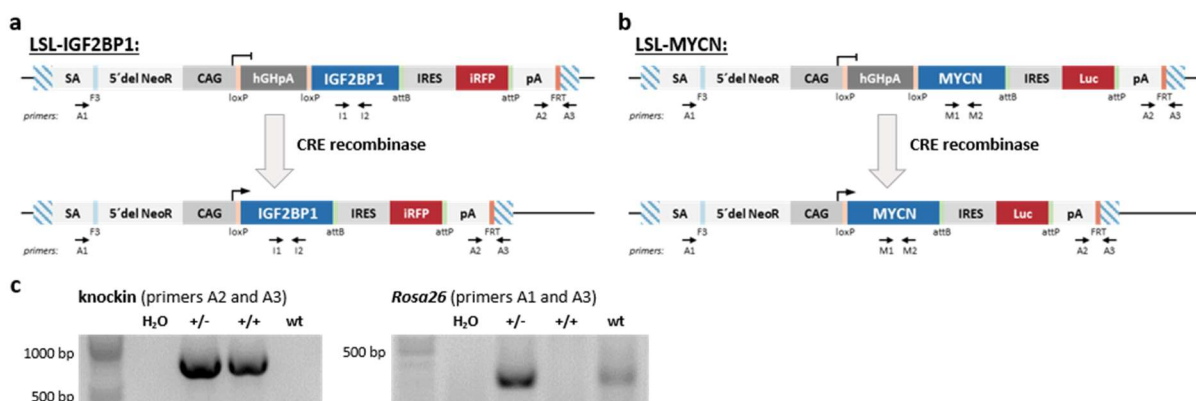 a
LSL-IGF2BP1:
SA 5´del NeoR CAG hGHpA IGF2BP1 IRES iRFP pA
F3 loxP loxP attB attP FRT
primers: A1 I1 I2 A2 A3
CRE recombinase
SA 5´del NeoR CAG IGF2BP1 IRES iRFP pA
F3 loxP attB attP FRT
primers: A1 I1 I2 A2 A3
b
LSL-MYCN:
SA 5´del NeoR CAG hGHpA MYCN IRES Luc pA
F3 loxP loxP attB attP FRT
primers: A1 M1 M2 A2 A3
CRE recombinase
SA 5´del NeoR CAG MYCN IRES Luc pA
F3 loxP attB attP FRT
primers: A1 M1 M2 A2 A3
c
knockin (primers A2 and A3)
H₂O +/- +/+ wt
1000 bp
500 bp
Rosa26 (primers A1 and A3)
H₂O +/- +/+ wt
500 bp